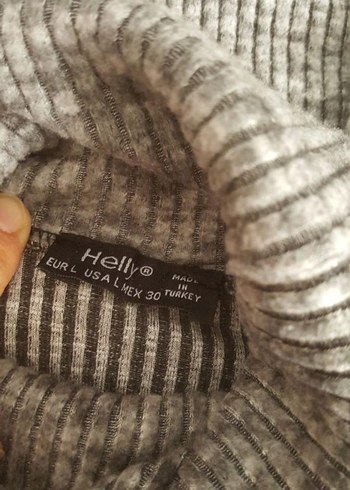 Helly®
EUR L USA L MEX 30
MADE
IN
TURKEY